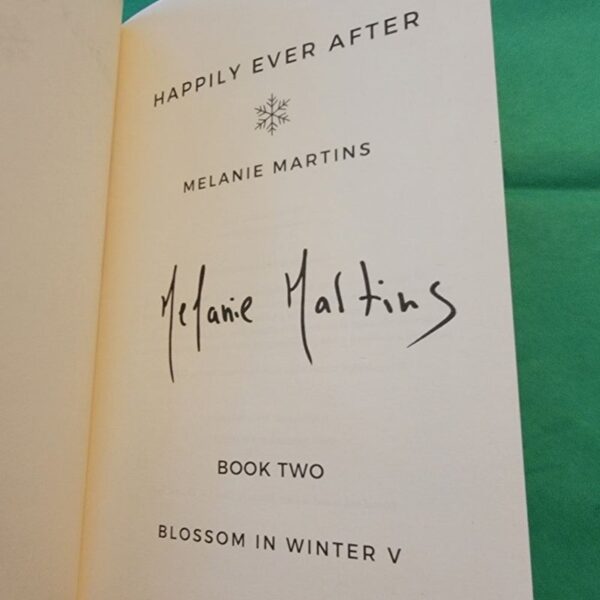 HAPPILY EVER AFTER
MELANIE MARTINS
Melanie Martins
BOOK TWO
BLOSSOM IN WINTER V